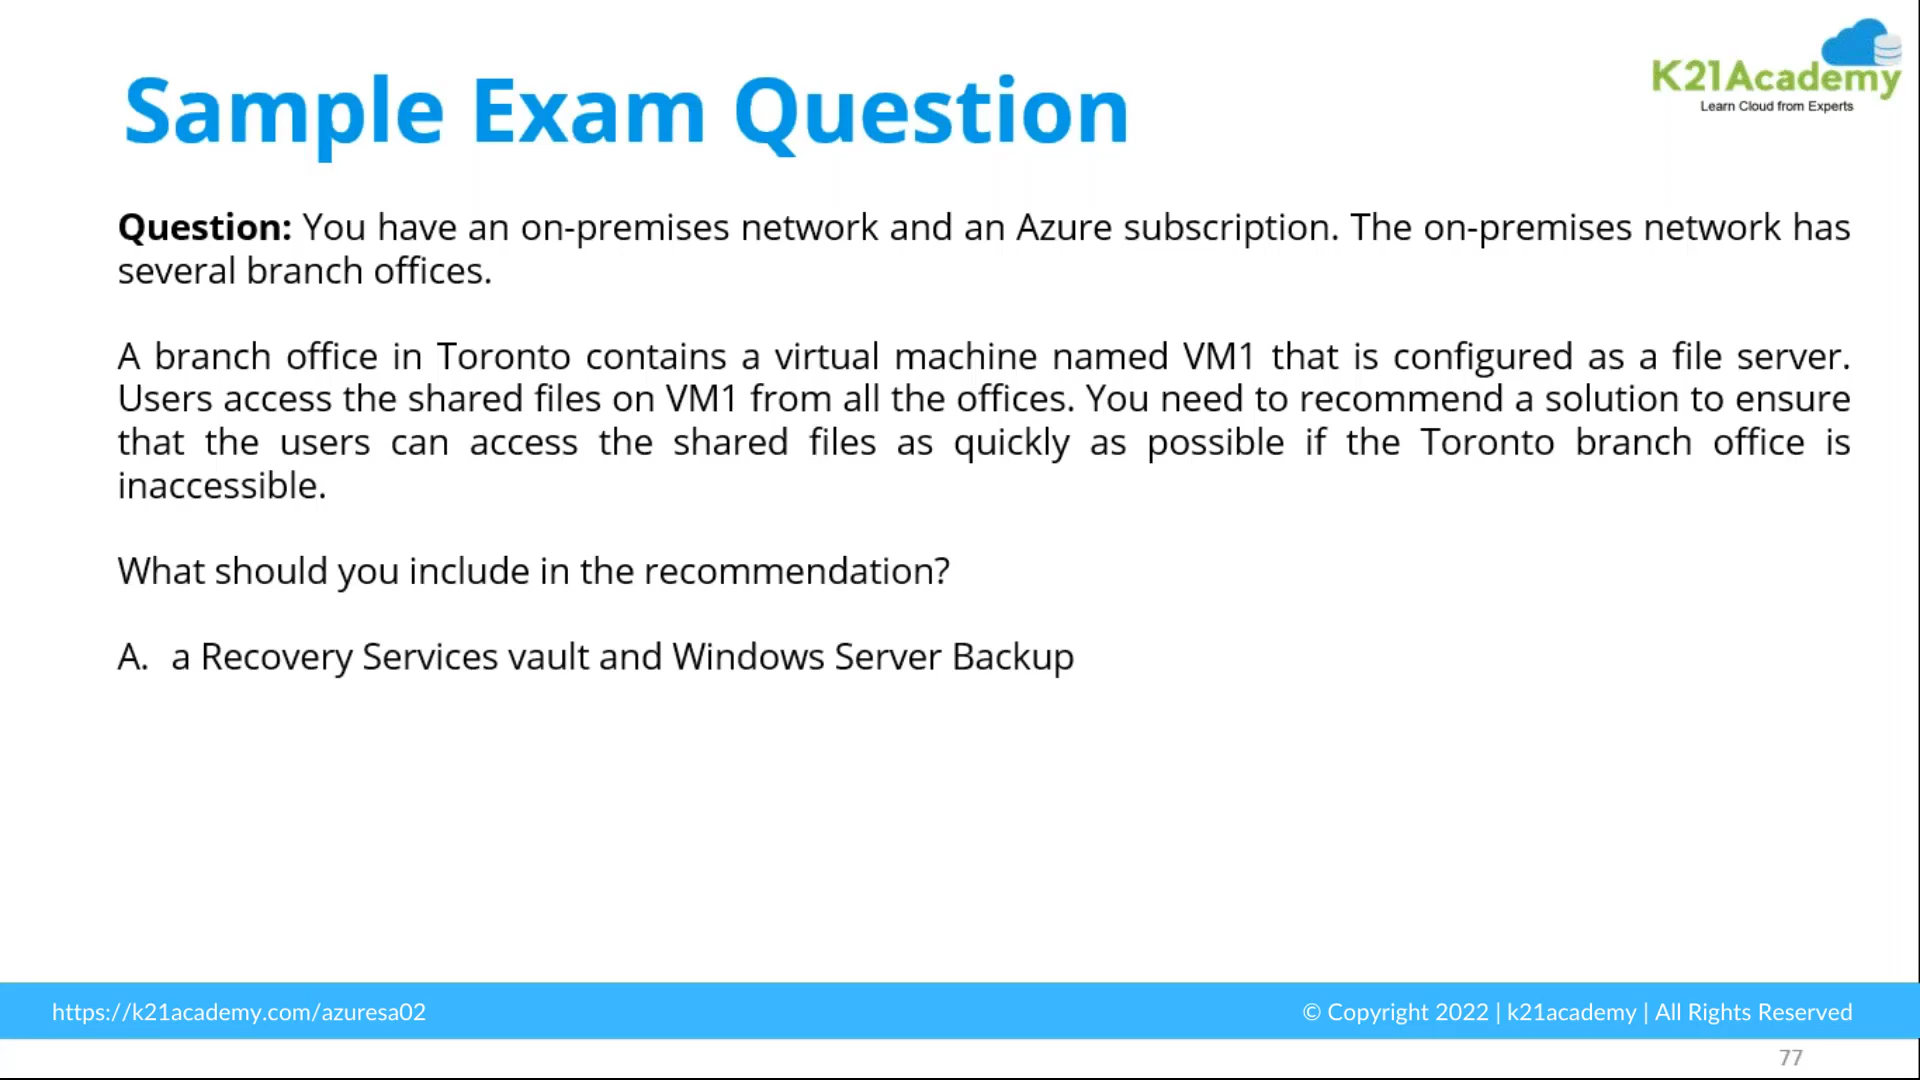 Sample Exam Question
K21Academy
Learn Cloud from Experts
Question: You have an on-premises network and an Azure subscription. The on-premises network has
several branch offices.
A branch office in Toronto contains a virtual machine named VM1 that is configured as a file server.
Users access the shared files on VM1 from all the offices. You need to recommend a solution to ensure
that the users can access the shared files as quickly as possible if the Toronto branch office is
inaccessible.
What should you include in the recommendation?
A. a Recovery Services vault and Windows Server Backup
https://k21academy.com/azuresa02
© Copyright 2022 | k21academy | All Rights Reserved
77